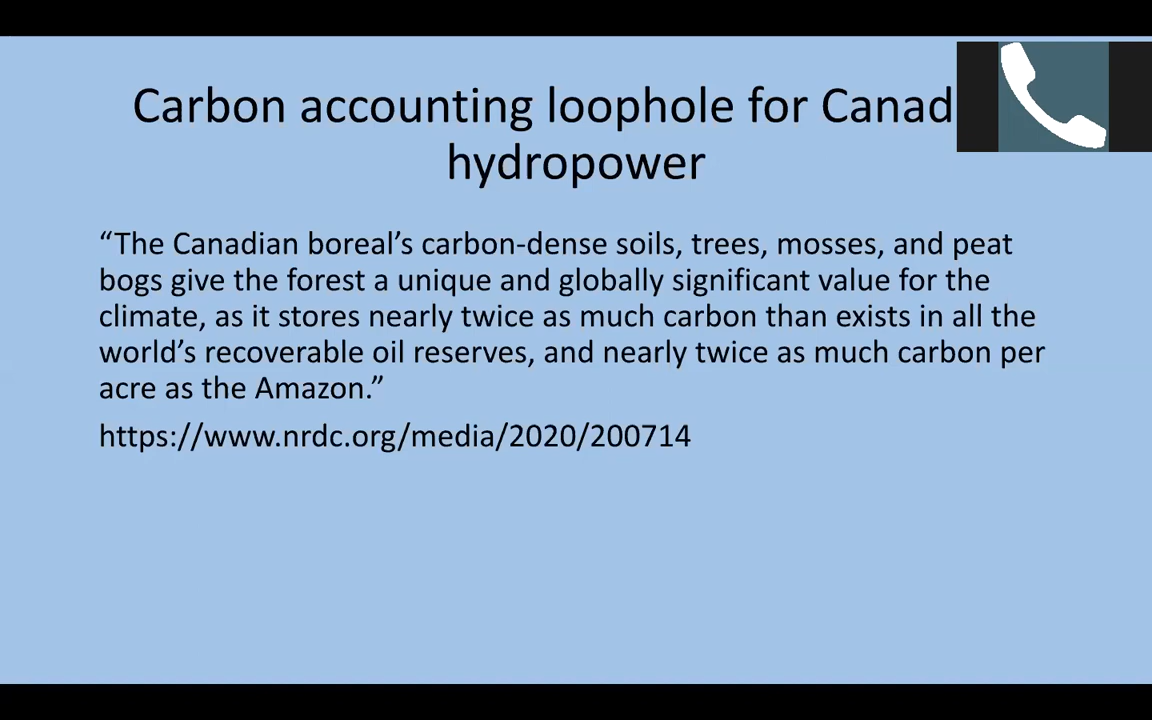 Carbon accounting loophole for Canad
hydropower
“The Canadian boreal’s carbon-dense soils, trees, mosses, and peat
bogs give the forest a unique and globally significant value for the
climate, as it stores nearly twice as much carbon than exists in all the
world’s recoverable oil reserves, and nearly twice as much carbon per
acre as the Amazon.”
https://www.nrdc.org/media/2020/200714